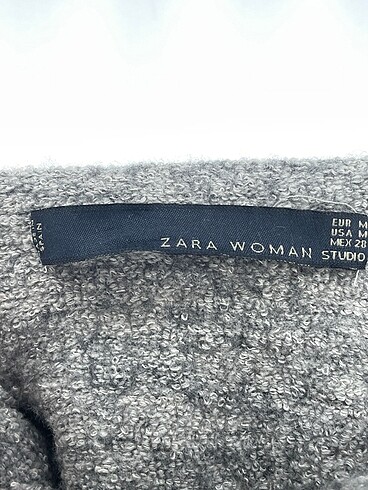 EUR M
USA M
MEX 28
ZARA WOMAN STUDIO